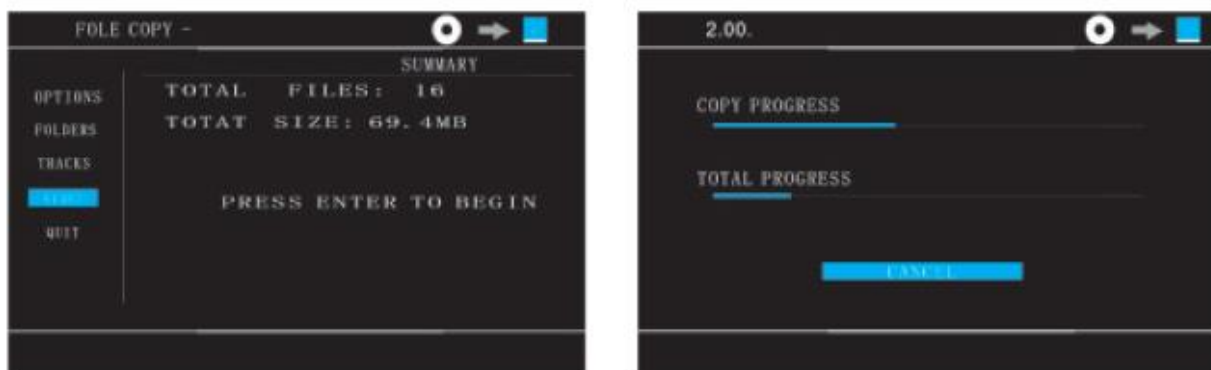 FOLE COPY -
SUMMARY
OPTIONS
FOLDERS
TRACKS
QUIT
TOTAL FILES: 16
TOTAT SIZE: 69.4MB
PRESS ENTER TO BEGIN
2.00.
COPY PROGRESS
TOTAL PROGRESS
CANCEL